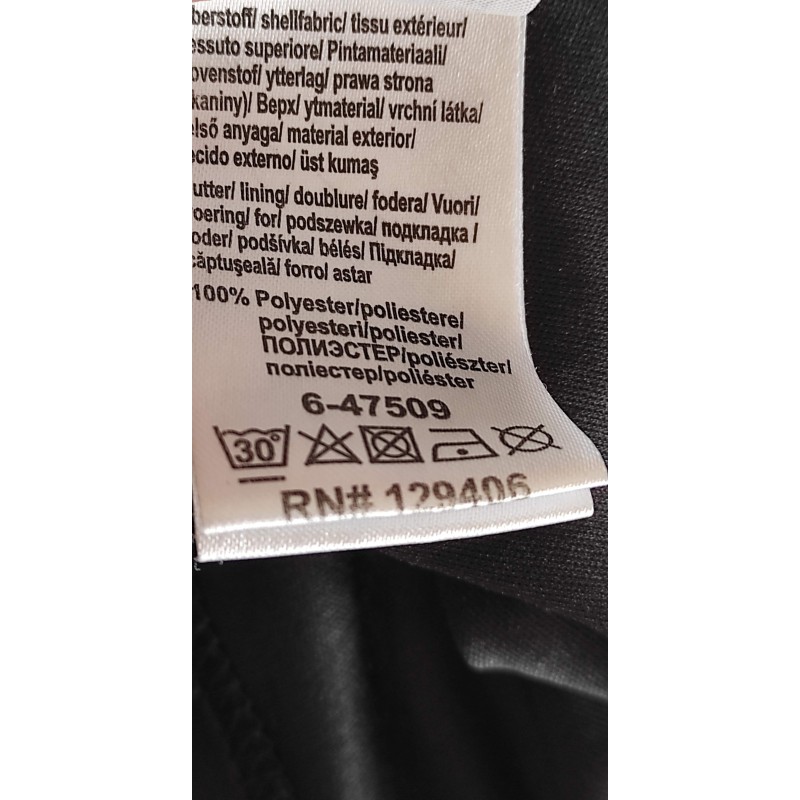 berstoff/ shellfabric/ tissu extérieur/
essuto superiore/ Pintamateriaali/
ovenstof/ ytterlag/ prawa strona
kaniny)/ Верх/ ytmaterial/ vrchní látka/
lső anyaga/ material exterior/
ecido externo/ üst kumaş
utter/ lining/ doublure/ fodera/ Vuori/
oering/ for/ podszewka/ подкладка /
oder/ podšívka/ bélés/ Підкладка/
căptuşeală/ forro/ astar
100% Polyester/poliestere/
polyesteri/poliester/
ПОЛИЭСТЕР/poliészter/
поліестер/poliéster
6-47509
30°
RN# 129406